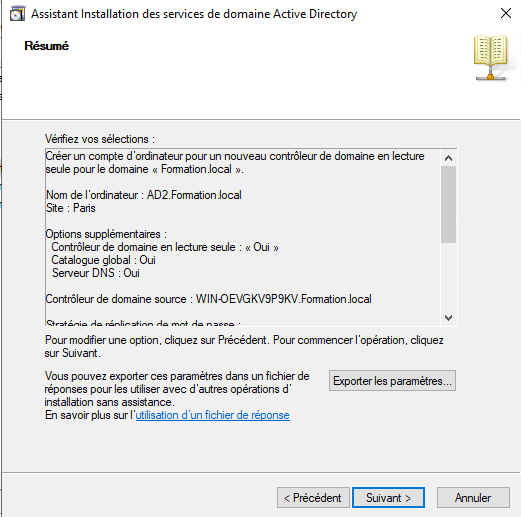 Assistant Installation des services de domaine Active Directory
Résumé
Vérifiez vos sélections :
Créer un compte d'ordinateur pour un nouveau contrôleur de domaine en lecture
seule pour le domaine « Formation.local ».
Nom de l'ordinateur : AD2.Formation.local
Site : Paris
Options supplémentaires :
Contrôleur de domaine en lecture seule : « Oui »
Catalogue global : Oui
Serveur DNS : Oui
Contrôleur de domaine source : WIN-OEVGKV9P9KV.Formation.local
Stratégie de réplication de mot de passe :
Pour modifier une option, cliquez sur Précédent. Pour commencer l'opération, cliquez
sur Suivant.
Vous pouvez exporter ces paramètres dans un fichier de
réponses pour les utiliser avec d'autres opérations d'
installation sans assistance.
Exporter les paramètres...
En savoir plus sur l'utilisation d'un fichier de réponse
< Précédent
Suivant >
Annuler